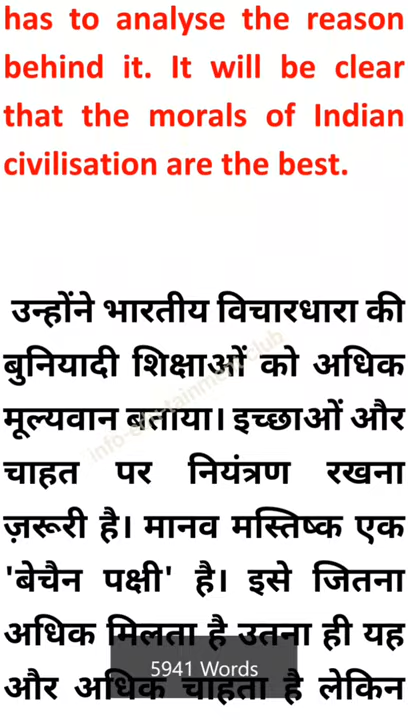 has to analyse the reason
behind it. It will be clear
that the morals of Indian
civilisation are the best.
उन्होंने भारतीय विचारधारा की
बुनियादी शिक्षाओं को अधिक
मूल्यवान बताया। इच्छाओं और
चाहत पर नियंत्रण रखना
ज़रूरी है। मानव मस्तिष्क एक
'बेचैन पक्षी' है। इसे जितना
अधिक मिलता है उतना ही यह
5941 Words
और अधिक चाहता है लेकिन